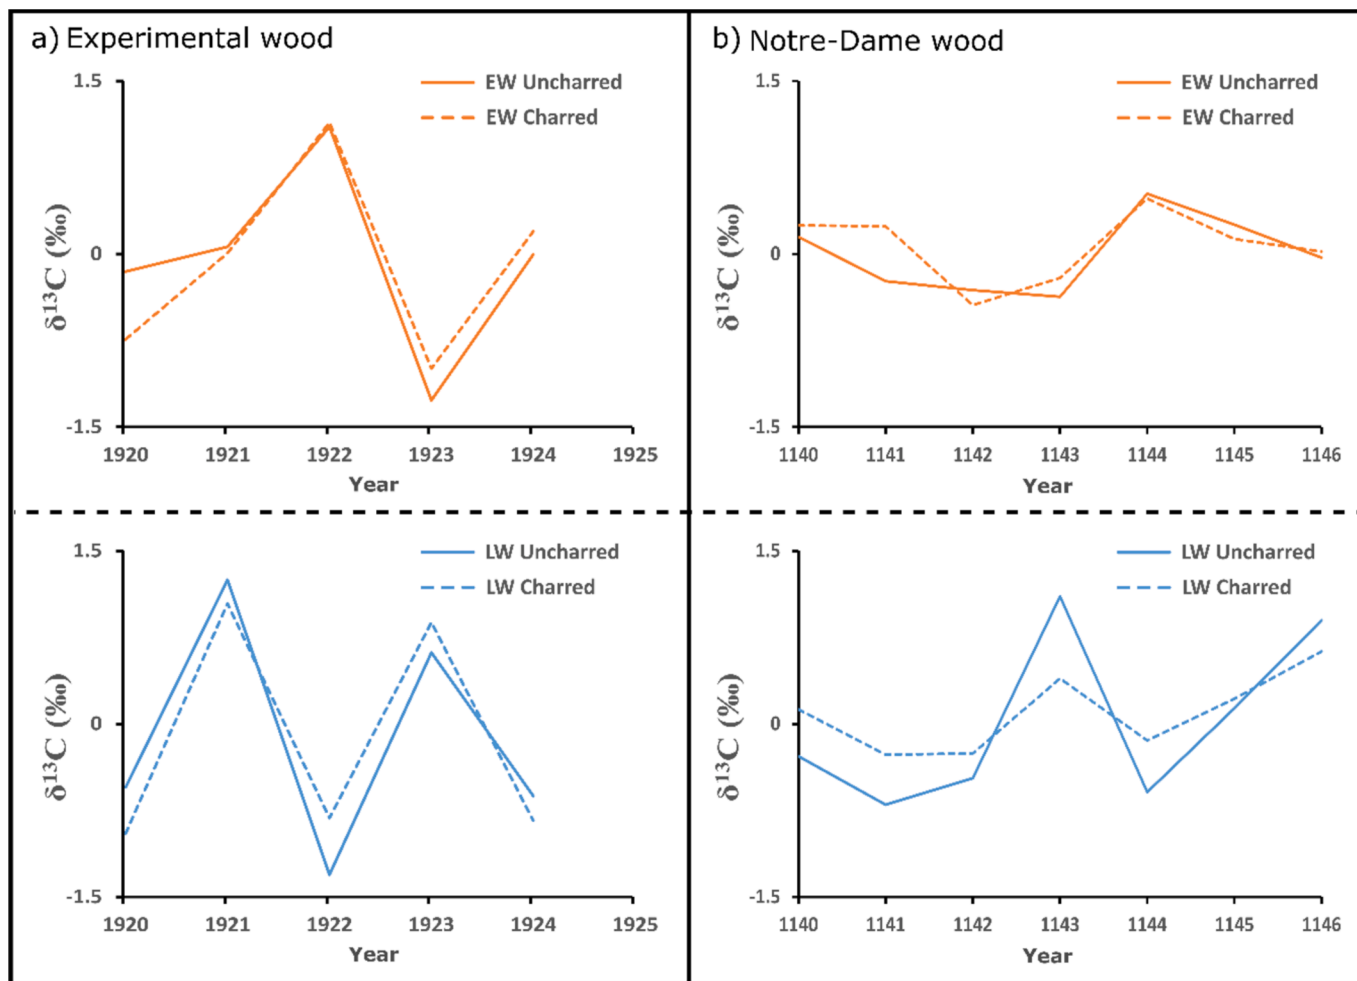 a) Experimental wood
1.5
EW Uncharred
EW Charred
0
δ¹³C (‰)
-1.5
1920 1921 1922 1923 1924 1925
Year
b) Notre-Dame wood
1.5
EW Uncharred
EW Charred
0
δ¹³C (‰)
-1.5
1140 1141 1142 1143 1144 1145 1146
Year
1.5
LW Uncharred
LW Charred
0
δ¹³C (‰)
-1.5
1920 1921 1922 1923 1924 1925
Year
1.5
LW Uncharred
LW Charred
0
δ¹³C (‰)
-1.5
1140 1141 1142 1143 1144 1145 1146
Year